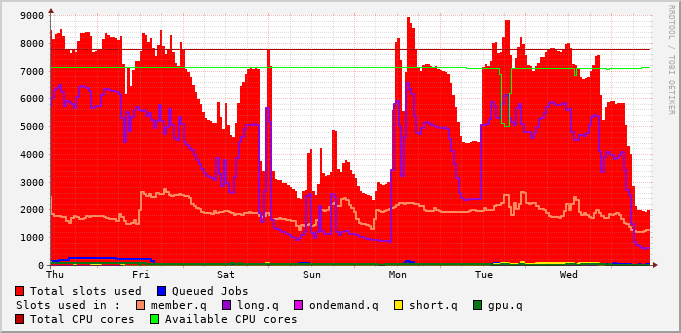 9000
8000
7000
6000
5000
4000
3000
2000
1000
0
Thu Fri Sat Sun Mon Tue Wed
RRDTOOL / TOBI OETIKER
Total slots used Queued Jobs
Slots used in : member.q long.q ondemand.q short.q gpu.q
Total CPU cores Available CPU cores